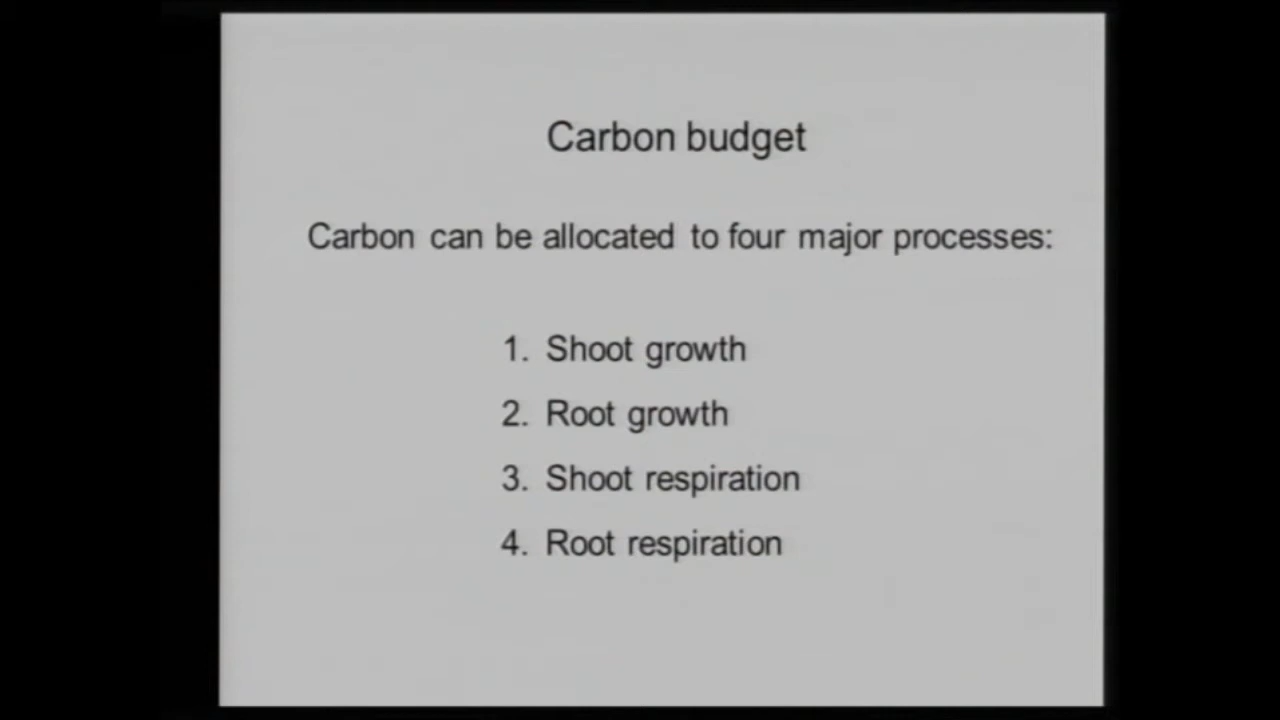 Carbon budget
Carbon can be allocated to four major processes:
1. Shoot growth
2. Root growth
3. Shoot respiration
4. Root respiration